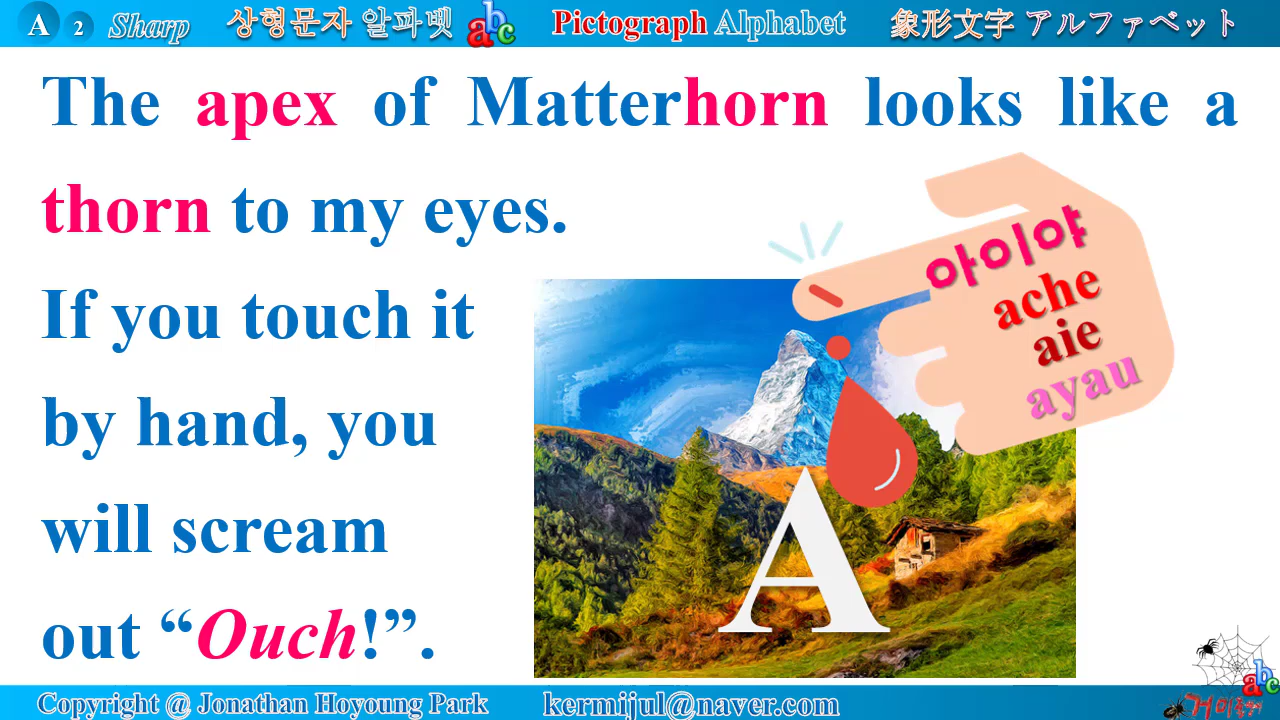 A 2 Sharp 상형문자 알파벳 abc Pictograph Alphabet 象形文字 アルファベット
The apex of Matterhorn looks like a
thorn to my eyes.
If you touch it
by hand, you
will scream
out “Ouch!”.
아이야
ache
aie
ayau
A
abc
Copyright @ Jonathan Hoyoung Park kermijul@naver.com